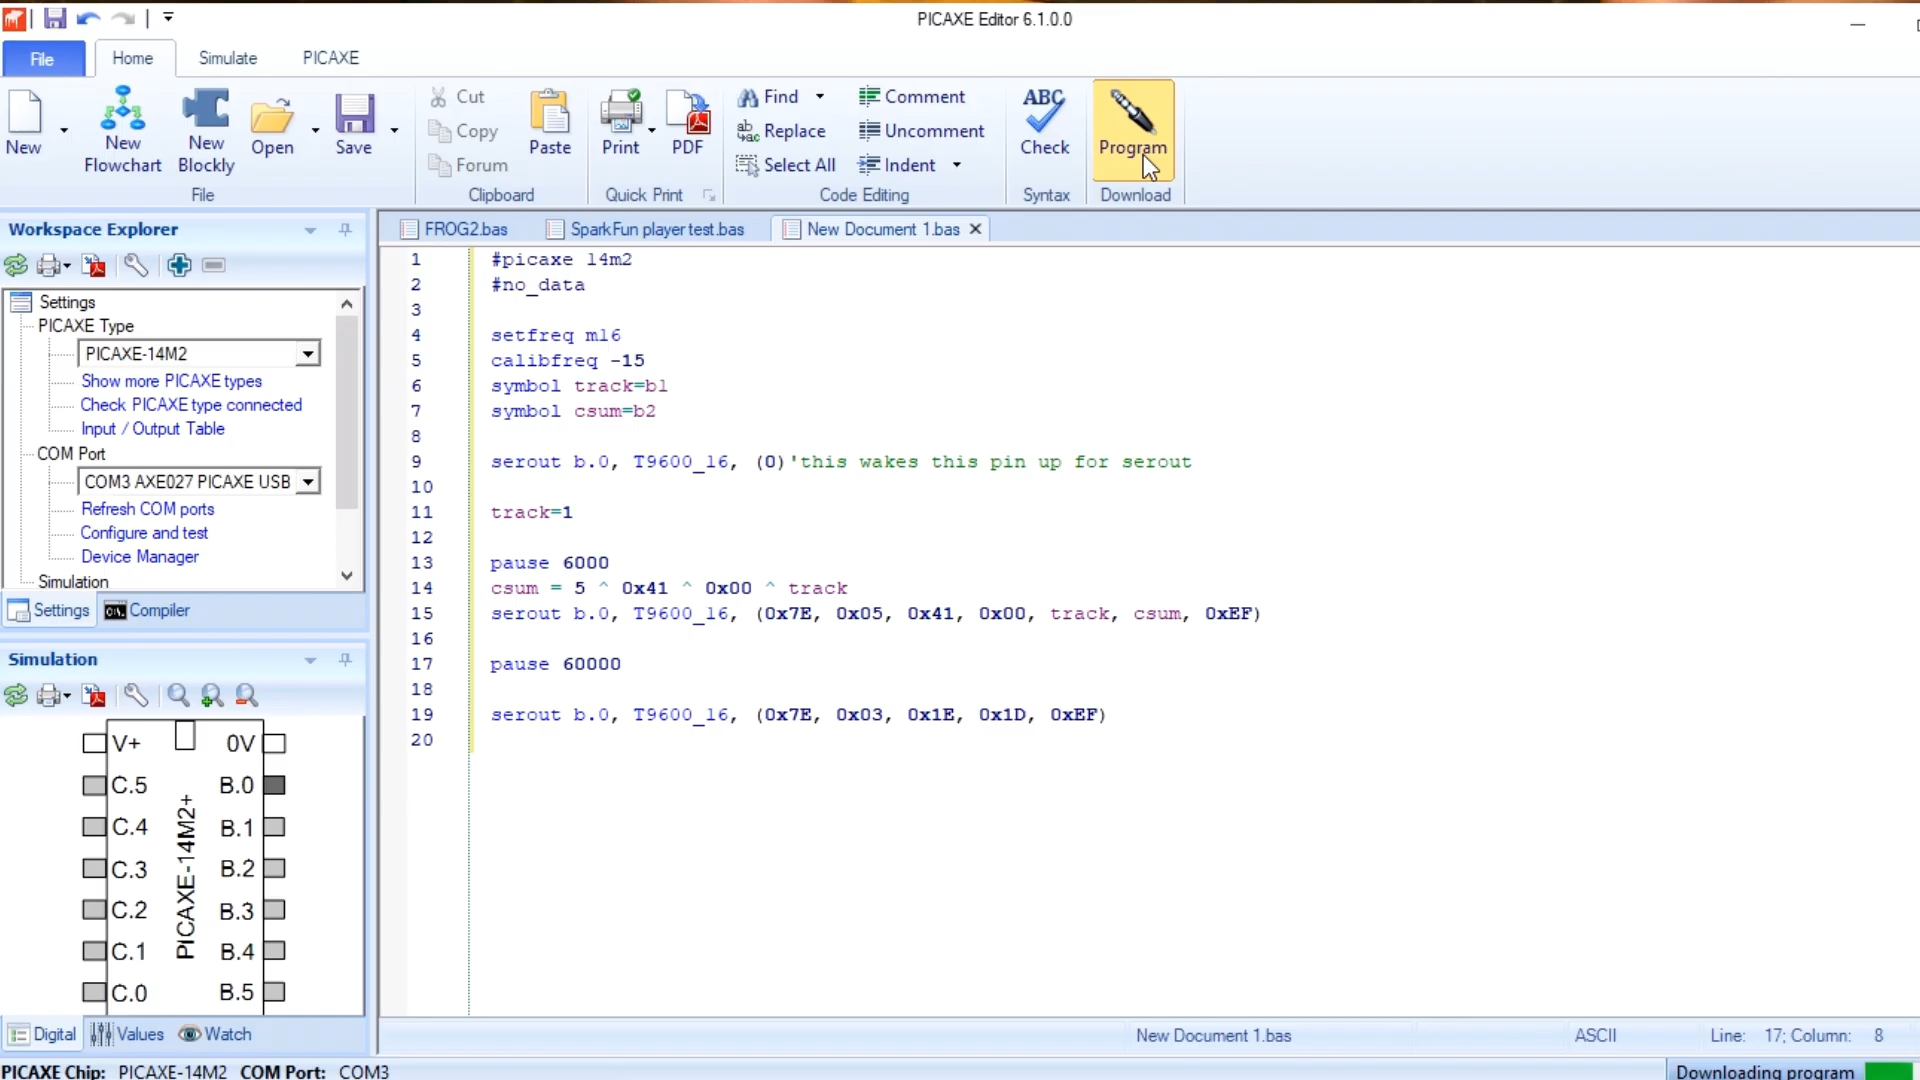 PICAXE Editor 6.1.0.0
File Home Simulate PICAXE
New
New Flowchart
New Blockly
Open
Save
File
Cut
Copy
Forum
Paste
Clipboard
Print
PDF
Quick Print
Find
Replace
Select All
Comment
Uncomment
Indent
Code Editing
ABC
Check
Syntax
Program
Download
Workspace Explorer
Settings
PICAXE Type
PICAXE-14M2
Show more PICAXE types
Check PICAXE type connected
Input / Output Table
COM Port
COM3 AXE027 PICAXE USB
Refresh COM ports
Configure and test
Device Manager
Simulation
Settings Compiler
Simulation
V+ 0V
C.5 B.0
C.4 B.1
C.3 B.2
C.2 B.3
C.1 B.4
C.0 B.5
PICAXE-14M2+
Digital Values Watch
FROG2.bas SparkFun player test.bas New Document 1.bas
1 #picaxe 14m2
2 #no_data
3
4 setfreq m16
5 calibfreq -15
6 symbol track=b1
7 symbol csum=b2
8
9 serout b.0, T9600_16, (0)'this wakes this pin up for serout
10
11 track=1
12
13 pause 6000
14 csum = 5 ^ 0x41 ^ 0x00 ^ track
15 serout b.0, T9600_16, (0x7E, 0x05, 0x41, 0x00, track, csum, 0xEF)
16
17 pause 60000
18
19 serout b.0, T9600_16, (0x7E, 0x03, 0x1E, 0x1D, 0xEF)
20
New Document 1.bas ASCII Line: 17; Column: 8
PICAXE Chip: PICAXE-14M2 COM Port: COM3 Downloading program